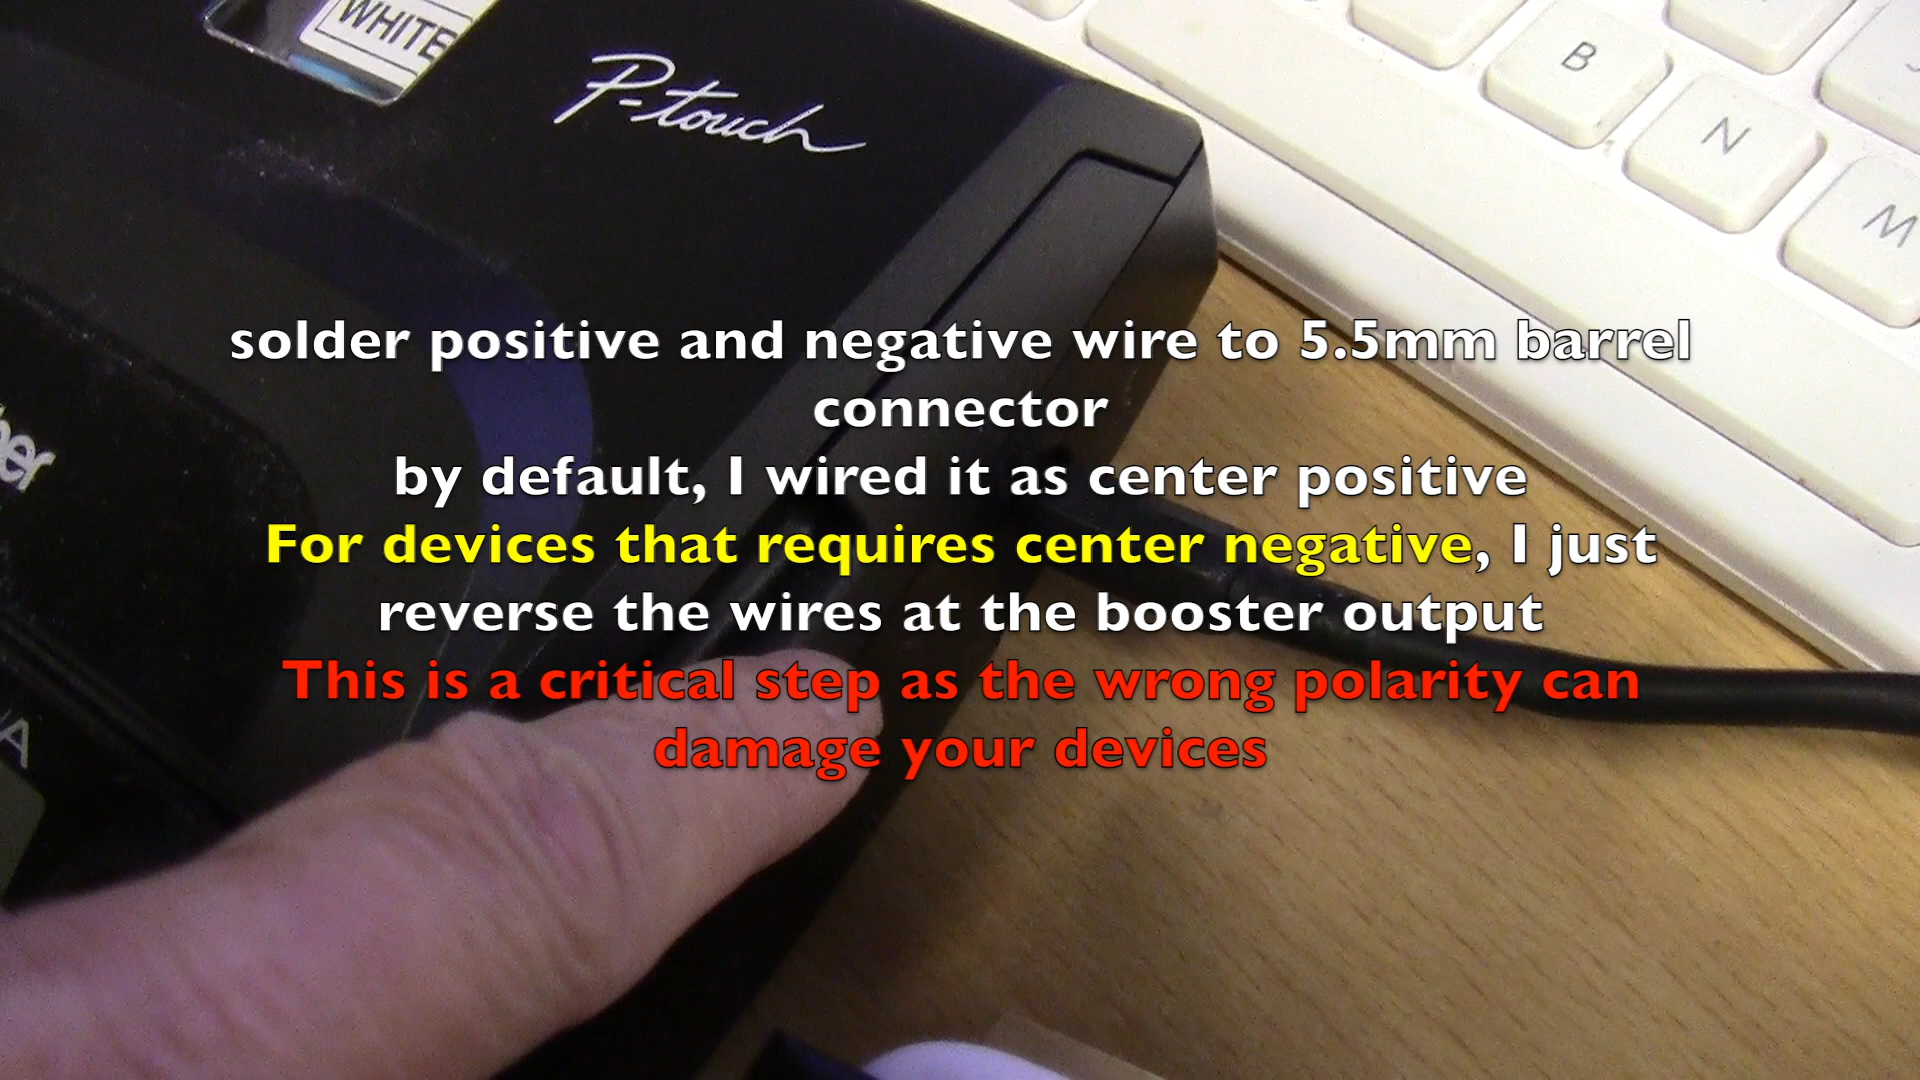 WHITE
P-touch
B
N
M
solder positive and negative wire to 5.5mm barrel
connector
by default, I wired it as center positive
For devices that requires center negative, I just
reverse the wires at the booster output
This is a critical step as the wrong polarity can
damage your devices
A